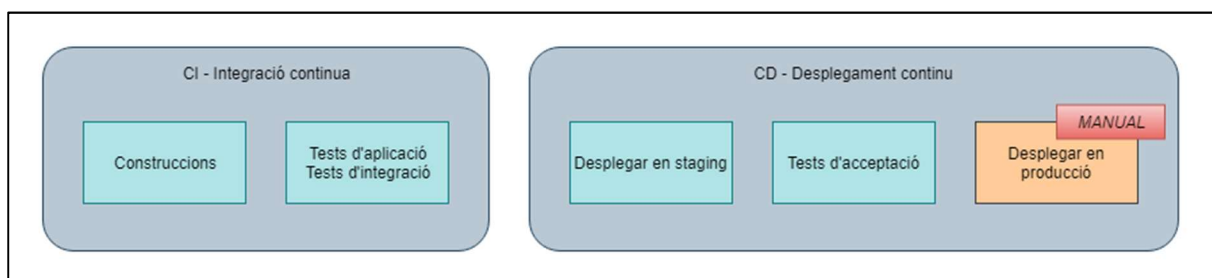 CI - Integració continua
Construccions
Tests d'aplicació
Tests d'integració
CD - Desplegament continu
Desplegar en staging
Tests d'acceptació
MANUAL
Desplegar en
producció